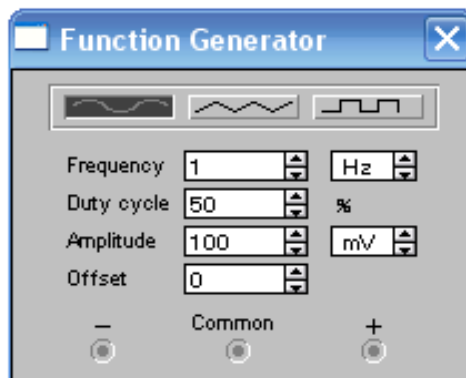 Function Generator
Frequency 1 Hz
Duty cycle 50 %
Amplitude 100 mV
Offset 0
− Common +